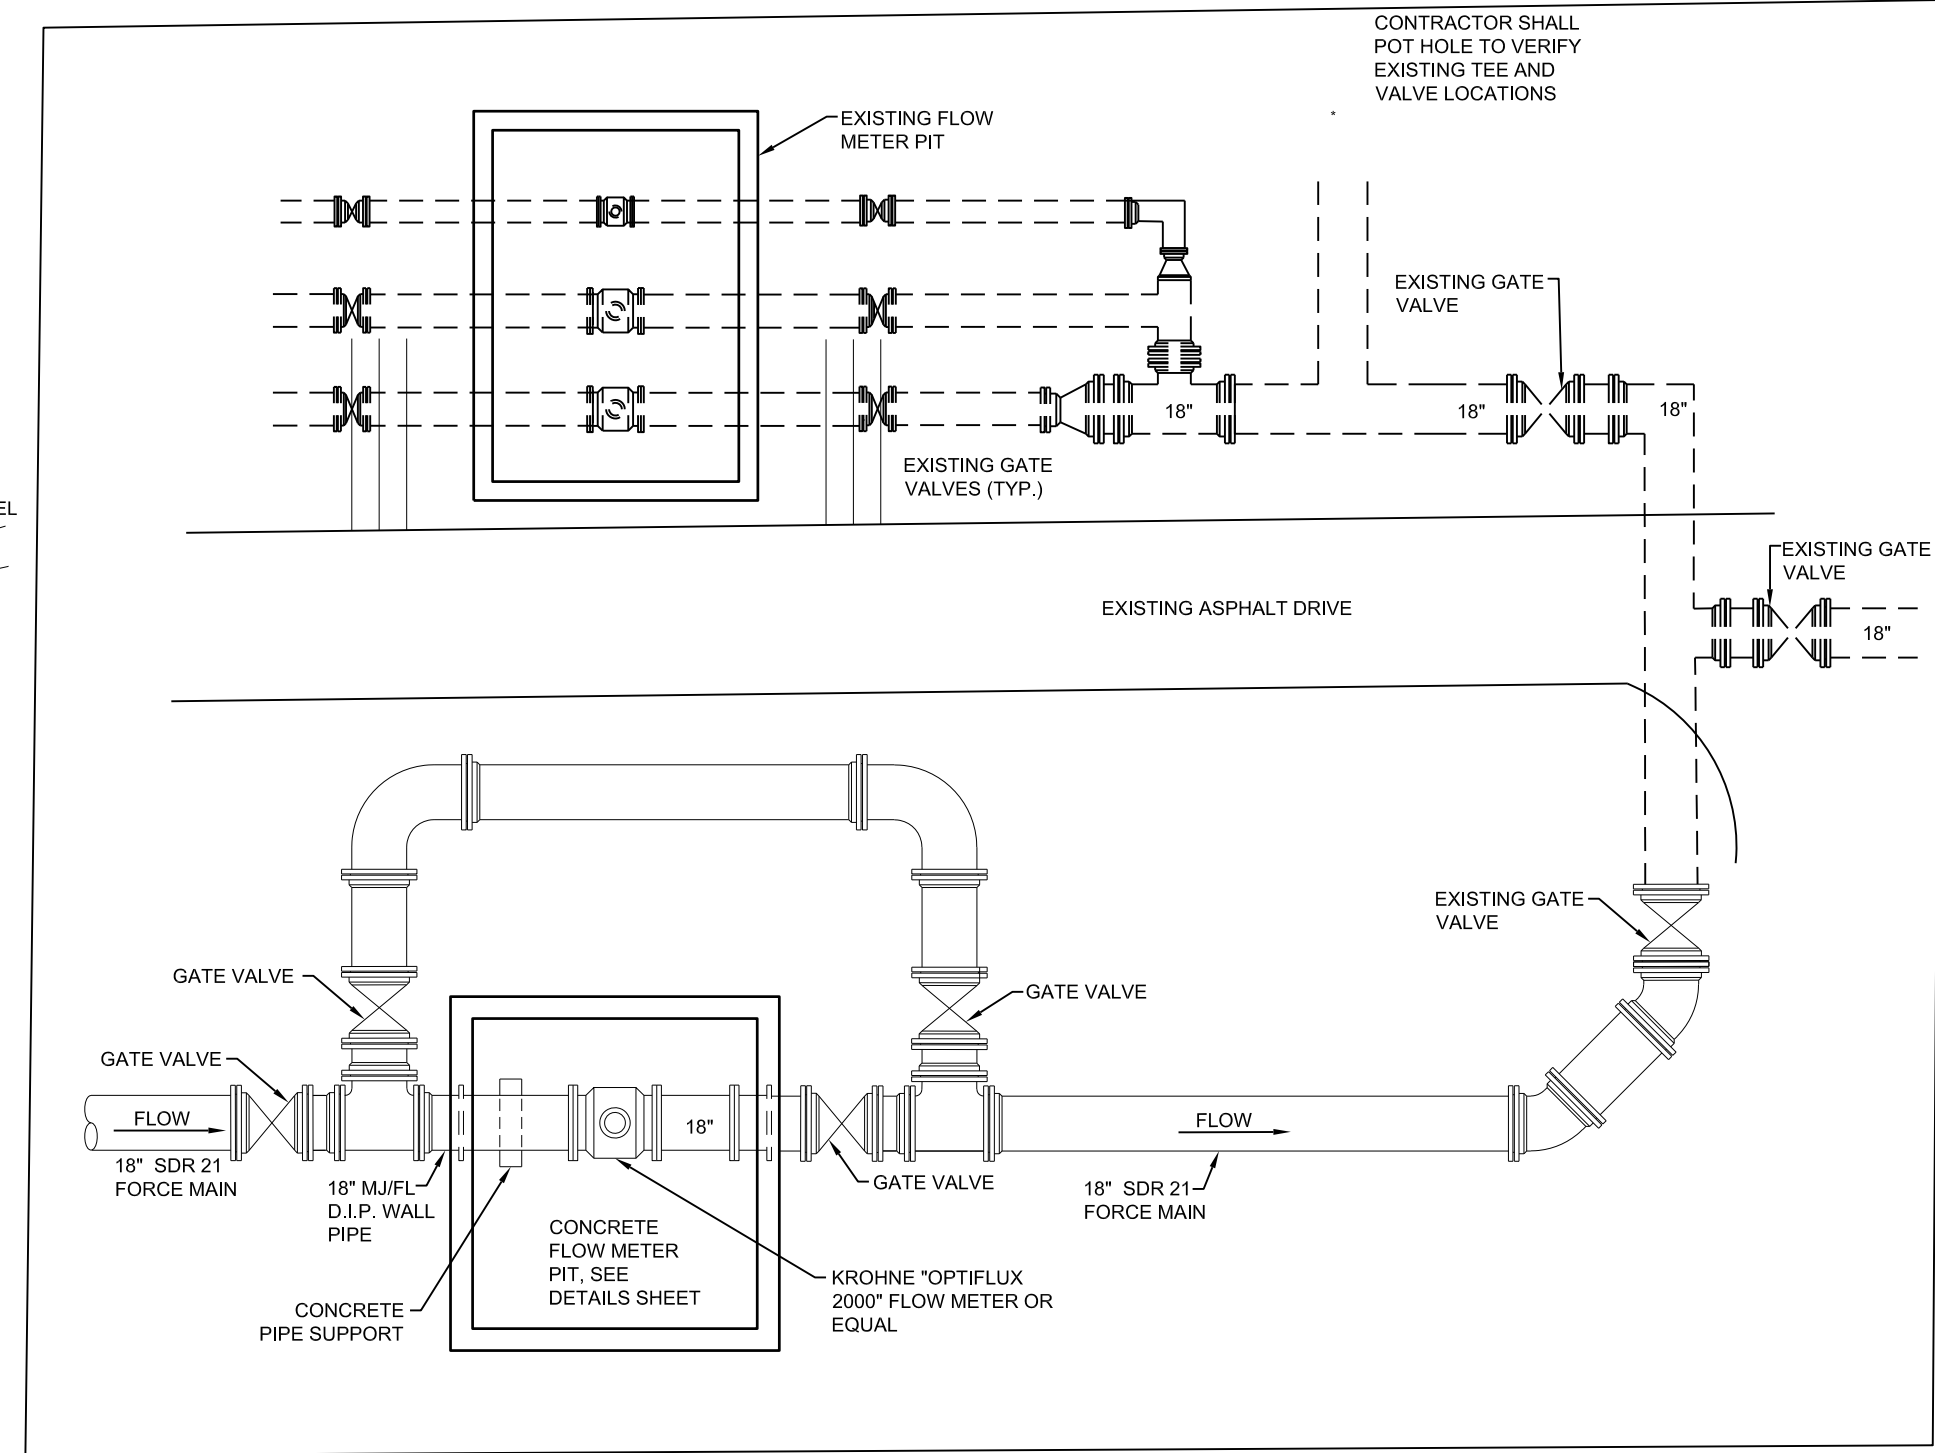 CONTRACTOR SHALL
POT HOLE TO VERIFY
EXISTING TEE AND
VALVE LOCATIONS
*
EXISTING FLOW
METER PIT
EXISTING GATE
VALVE
18"
18"
18"
EXISTING GATE
VALVES (TYP.)
EL
EXISTING GATE
VALVE
EXISTING ASPHALT DRIVE
18"
EXISTING GATE
VALVE
GATE VALVE
GATE VALVE
GATE VALVE
FLOW
18"
FLOW
18" SDR 21
FORCE MAIN
18" MJ/FL
D.I.P. WALL
PIPE
GATE VALVE
18" SDR 21
FORCE MAIN
CONCRETE
FLOW METER
PIT, SEE
DETAILS SHEET
KROHNE "OPTIFLUX
2000" FLOW METER OR
EQUAL
CONCRETE
PIPE SUPPORT